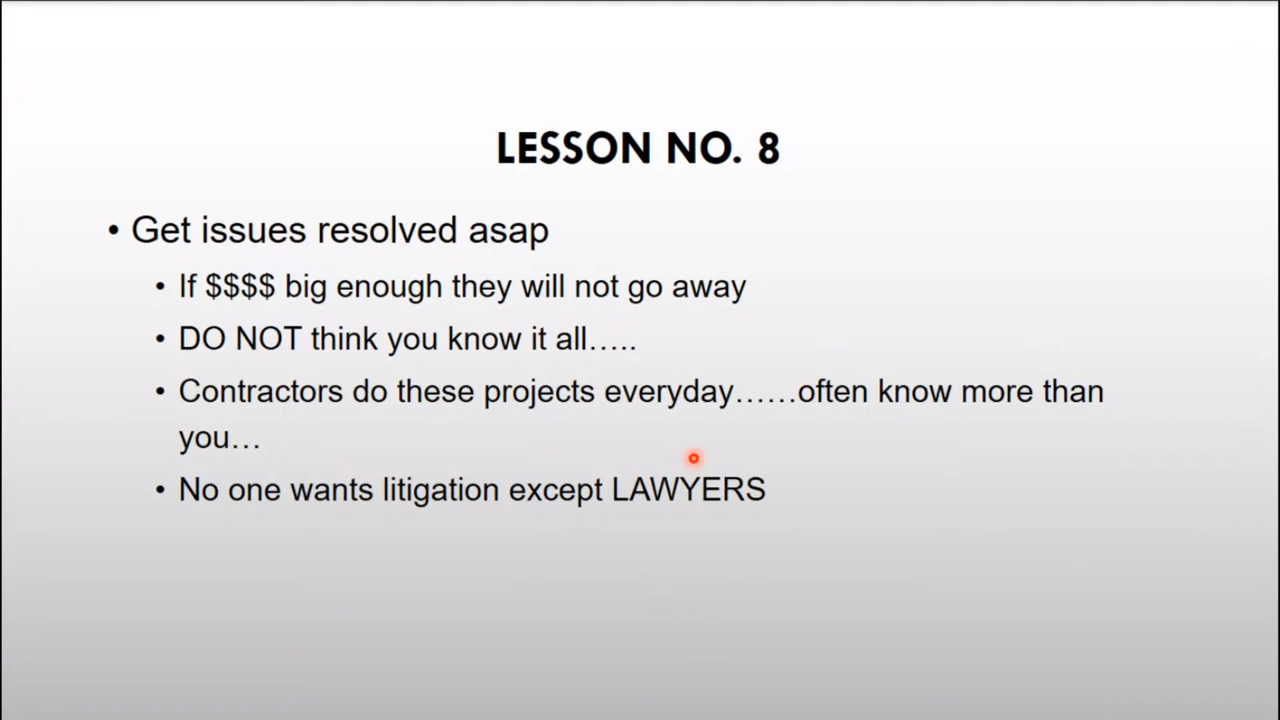 LESSON NO. 8
• Get issues resolved asap
• If $$$$ big enough they will not go away
• DO NOT think you know it all…..
• Contractors do these projects everyday……often know more than
you…
• No one wants litigation except LAWYERS